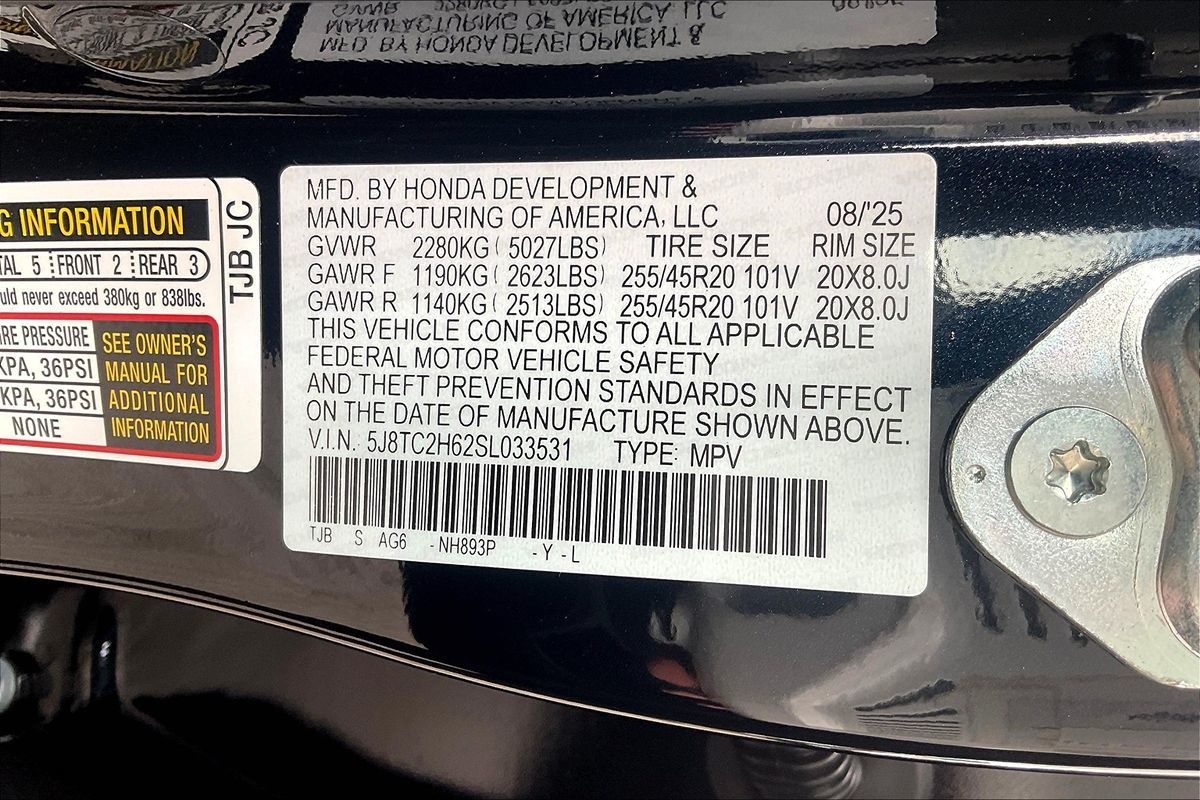 G INFORMATION
TAL 5 FRONT 2 REAR 3
uld never exceed 380kg or 838lbs.
RE PRESSURE
KPA, 36PSI
KPA, 36PSI
NONE
SEE OWNER'S
MANUAL FOR
ADDITIONAL
INFORMATION
TJB JC
MFD. BY HONDA DEVELOPMENT &
MANUFACTURING OF AMERICA, LLC 08/'25
GVWR 2280KG ( 5027LBS) TIRE SIZE RIM SIZE
GAWR F 1190KG ( 2623LBS) 255/45R20 101V 20X8.0J
GAWR R 1140KG ( 2513LBS) 255/45R20 101V 20X8.0J
THIS VEHICLE CONFORMS TO ALL APPLICABLE
FEDERAL MOTOR VEHICLE SAFETY
AND THEFT PREVENTION STANDARDS IN EFFECT
ON THE DATE OF MANUFACTURE SHOWN ABOVE.
V.I.N.: 5J8TC2H62SL033531 TYPE: MPV
TJB S AG6 -NH893P -Y-L